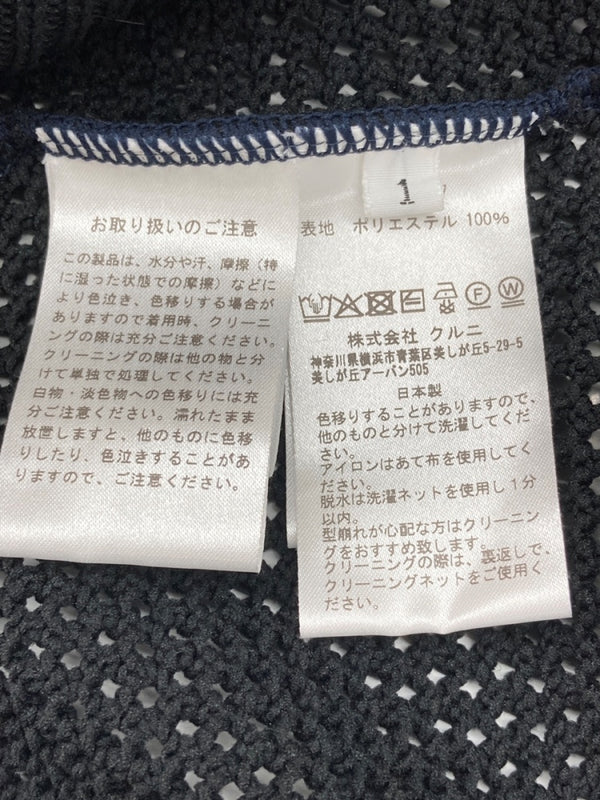 お取り扱いのご注意
この製品は、水分や汗、摩擦（特
に湿った状態での摩擦）などに
より色泣き、色移りする場合が
ありますので着用時、クリーニ
ングの際は充分ご注意ください。
クリーニングの際は他の物と分
けて単独で処理してください。
白物・淡色物への色移りには充
分ご注意ください。濡れたまま
放置しますと、他のものに色移
りしたり、色泣きすることがあ
りますので、ご注意ください。
1
表地 ポリエステル 100%
F
W
株式会社 クルニ
神奈川県横浜市青葉区美しが丘5-29-5
美しが丘アーバン505
日本製
色移りすることがありますので、
他のものと分けて洗濯してくだ
さい。
アイロンはあて布を使用してく
ださい。
脱水は洗濯ネットを使用し1分
以内。
型崩れが心配な方はクリーニン
グをおすすめ致します。
クリーニングの際は、裏返しで、
クリーニングネットをご使用く
ださい。